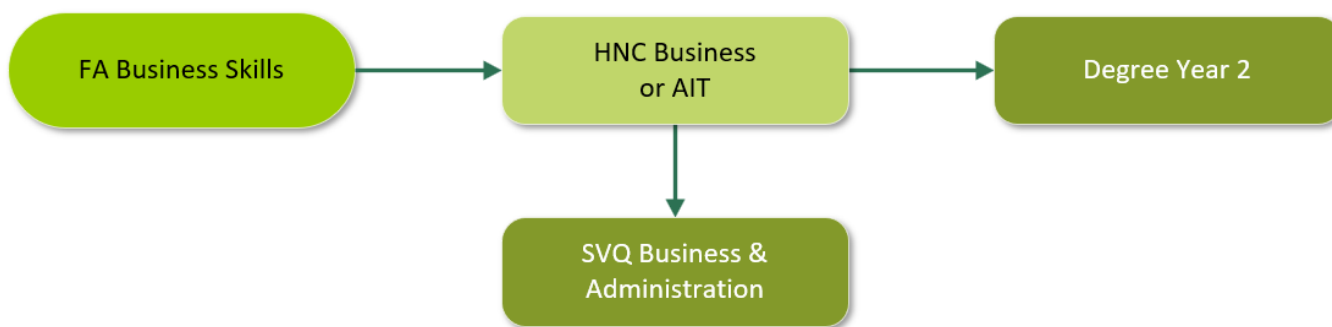 FA Business Skills
HNC Business
or AIT
Degree Year 2
SVQ Business &
Administration